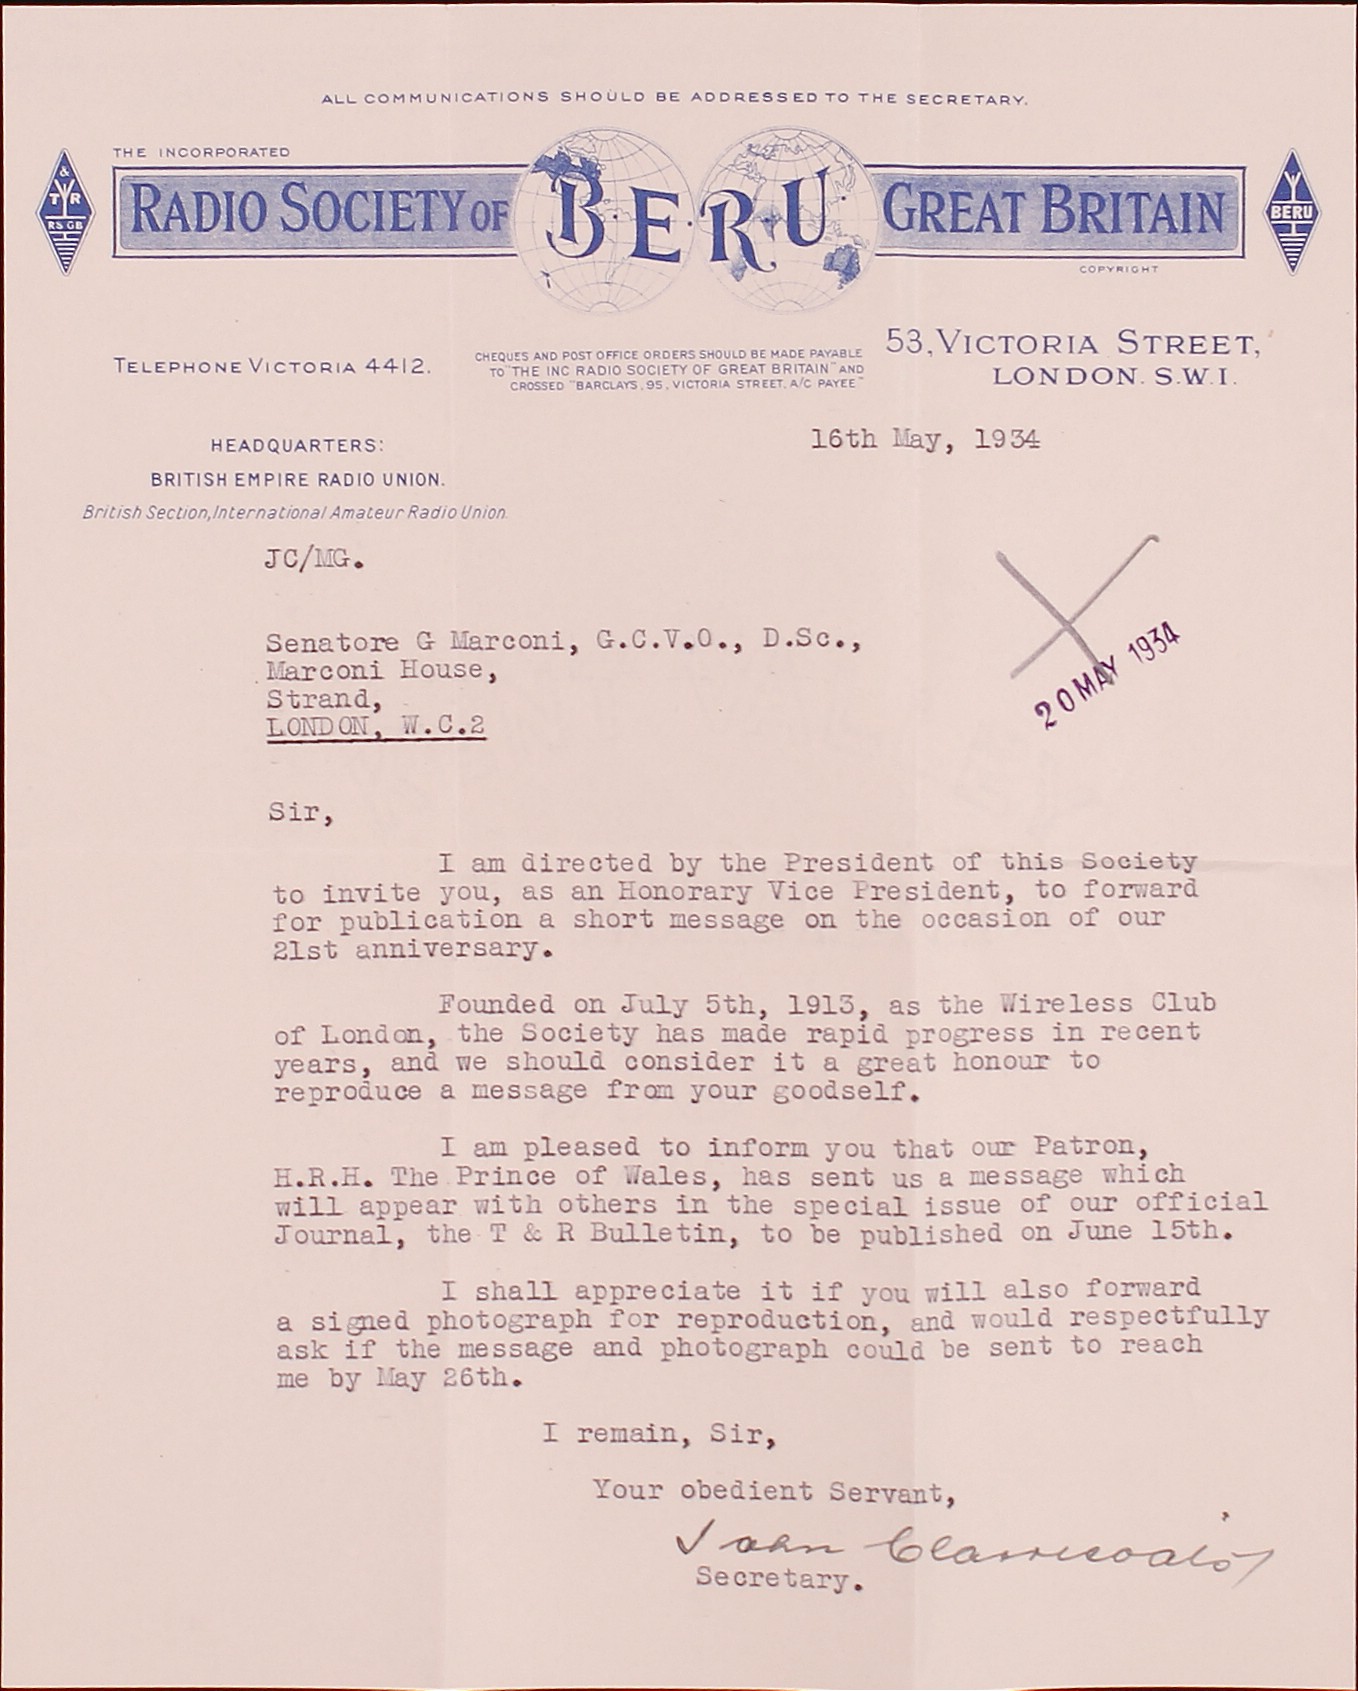 ALL COMMUNICATIONS SHOULD BE ADDRESSED TO THE SECRETARY.
THE INCORPORATED
RADIO SOCIETY OF B·E·R·U· GREAT BRITAIN
& T R RSGB
BERU
COPYRIGHT
TELEPHONE VICTORIA 4412.
CHEQUES AND POST OFFICE ORDERS SHOULD BE MADE PAYABLE
TO "THE INC RADIO SOCIETY OF GREAT BRITAIN" AND
CROSSED "BARCLAYS, 95, VICTORIA STREET, A/C PAYEE"
53, VICTORIA STREET,
LONDON. S.W.1.
HEADQUARTERS:
BRITISH EMPIRE RADIO UNION.
British Section, International Amateur Radio Union.
16th May, 1934
JC/MG.
20 MAY 1934
Senatore G Marconi, G.C.V.O., D.Sc.,
Marconi House,
Strand,
LONDON, W.C.2
Sir,
I am directed by the President of this Society
to invite you, as an Honorary Vice President, to forward
for publication a short message on the occasion of our
21st anniversary.
Founded on July 5th, 1913, as the Wireless Club
of London, the Society has made rapid progress in recent
years, and we should consider it a great honour to
reproduce a message from your goodself.
I am pleased to inform you that our Patron,
H.R.H. The Prince of Wales, has sent us a message which
will appear with others in the special issue of our official
Journal, the T & R Bulletin, to be published on June 15th.
I shall appreciate it if you will also forward
a signed photograph for reproduction, and would respectfully
ask if the message and photograph could be sent to reach
me by May 26th.
I remain, Sir,
Your obedient Servant,
John Clarricoats
Secretary.